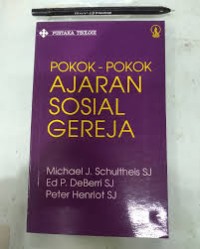 PUSTAKA TEOLOGI
POKOK - POKOK
AJARAN
SOSIAL
GEREJA
Michael J. Schultheis SJ
Ed P. DeBerri SJ
Peter Henriot SJ